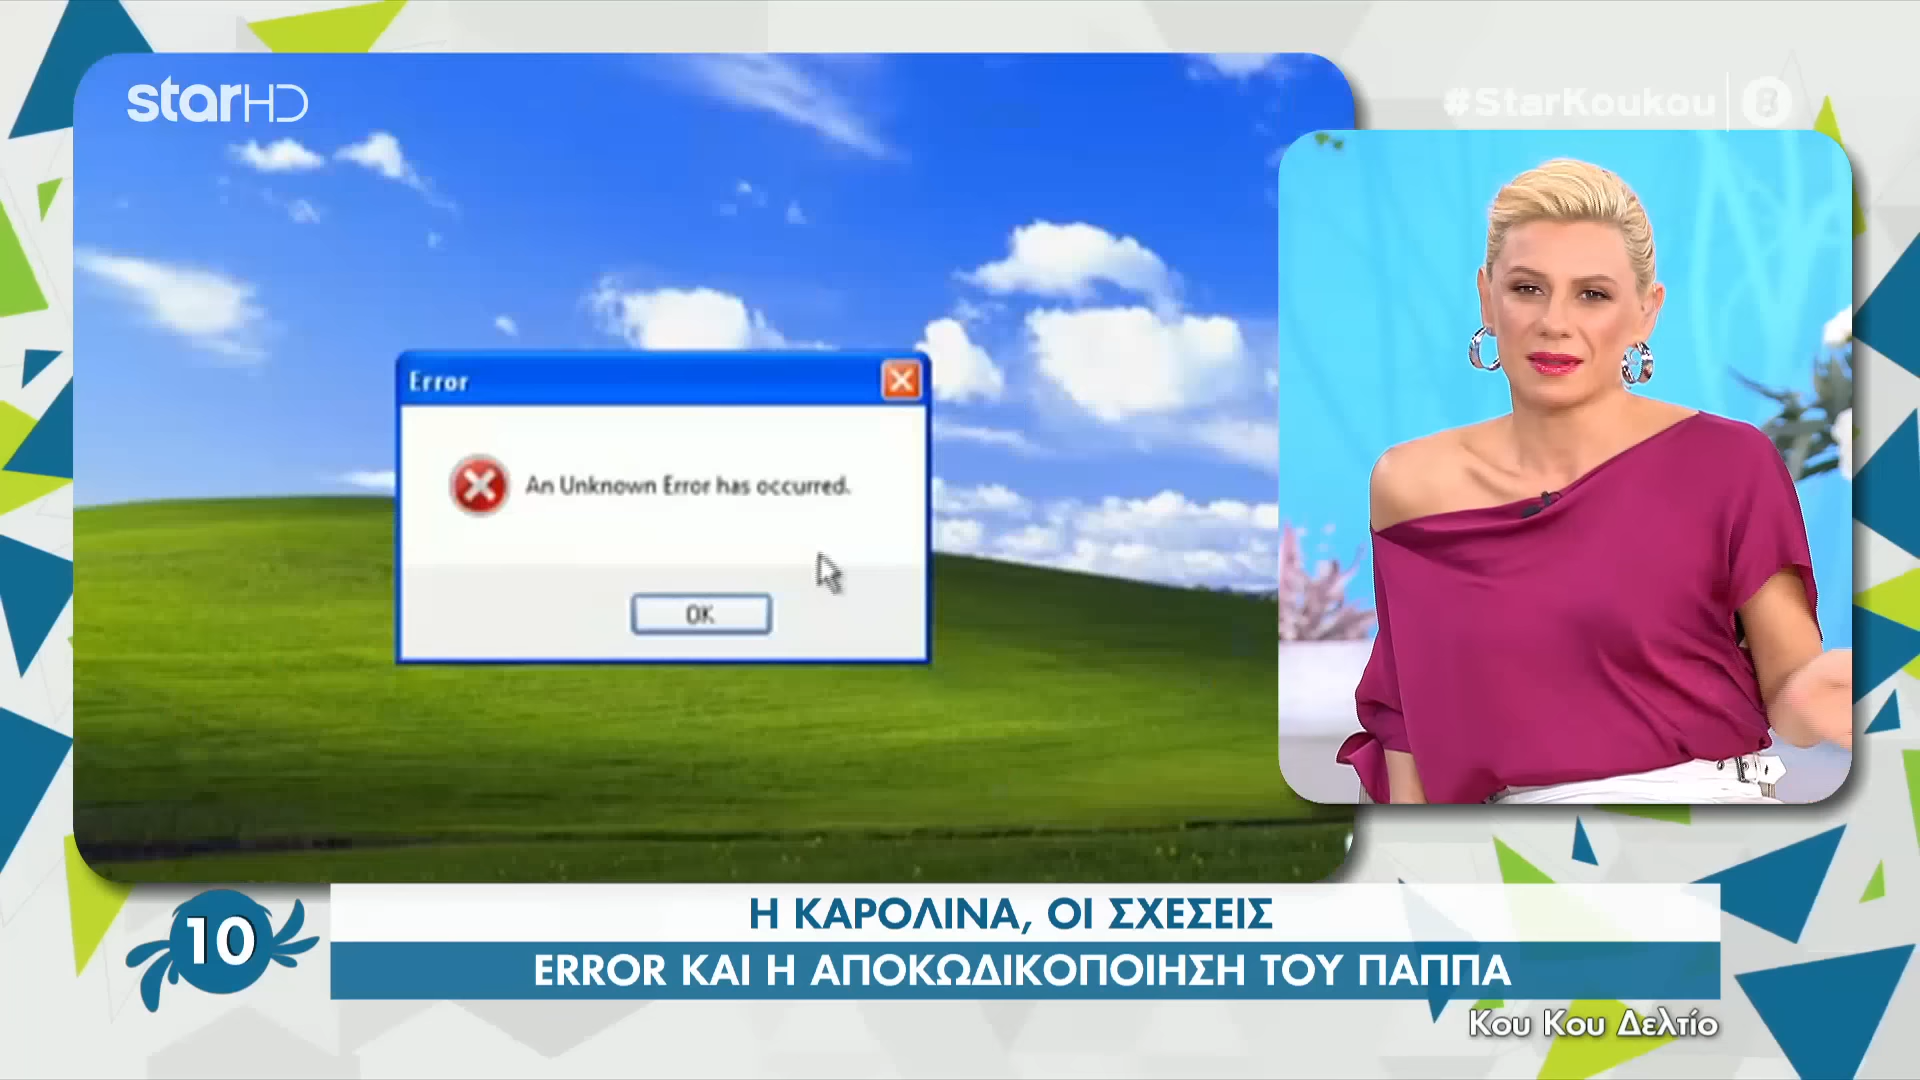 starHD
#StarKoukou | 8
Error
An Unknown Error has occurred.
OK
10
Η ΚΑΡΟΛΙΝΑ, ΟΙ ΣΧΕΣΕΙΣ
ERROR ΚΑΙ Η ΑΠΟΚΩΔΙΚΟΠΟΙΗΣΗ ΤΟΥ ΠΑΠΠΑ
Κου Κου Δελτίο